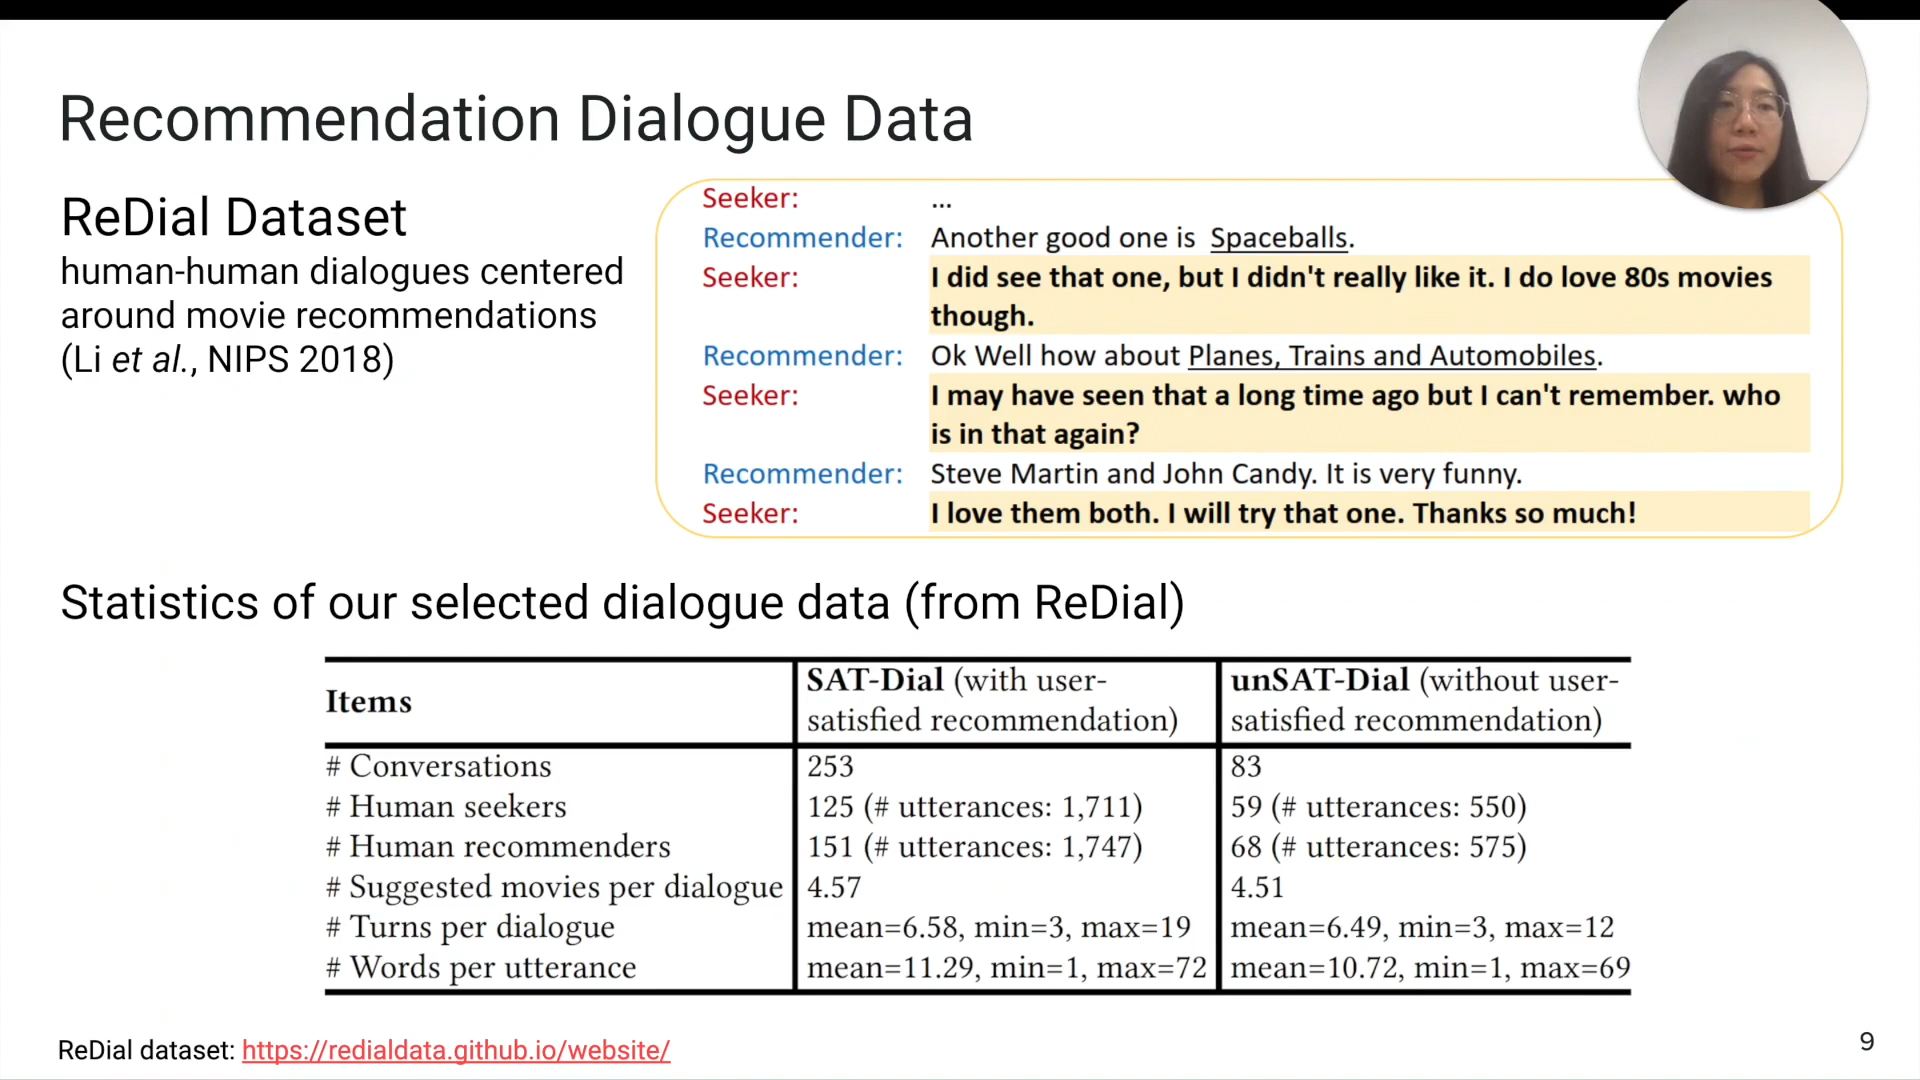 Recommendation Dialogue Data
ReDial Dataset
human-human dialogues centered
around movie recommendations
(Li et al., NIPS 2018)
Seeker: ...
Recommender: Another good one is Spaceballs.
Seeker: I did see that one, but I didn't really like it. I do love 80s movies
though.
Recommender: Ok Well how about Planes, Trains and Automobiles.
Seeker: I may have seen that a long time ago but I can't remember. who
is in that again?
Recommender: Steve Martin and John Candy. It is very funny.
Seeker: I love them both. I will try that one. Thanks so much!
Statistics of our selected dialogue data (from ReDial)
Items
SAT-Dial (with user-
satisfied recommendation)
unSAT-Dial (without user-
satisfied recommendation)
# Conversations 253 83
# Human seekers 125 (# utterances: 1,711) 59 (# utterances: 550)
# Human recommenders 151 (# utterances: 1,747) 68 (# utterances: 575)
# Suggested movies per dialogue 4.57 4.51
# Turns per dialogue mean=6.58, min=3, max=19 mean=6.49, min=3, max=12
# Words per utterance mean=11.29, min=1, max=72 mean=10.72, min=1, max=69
ReDial dataset: https://redialdata.github.io/website/
9